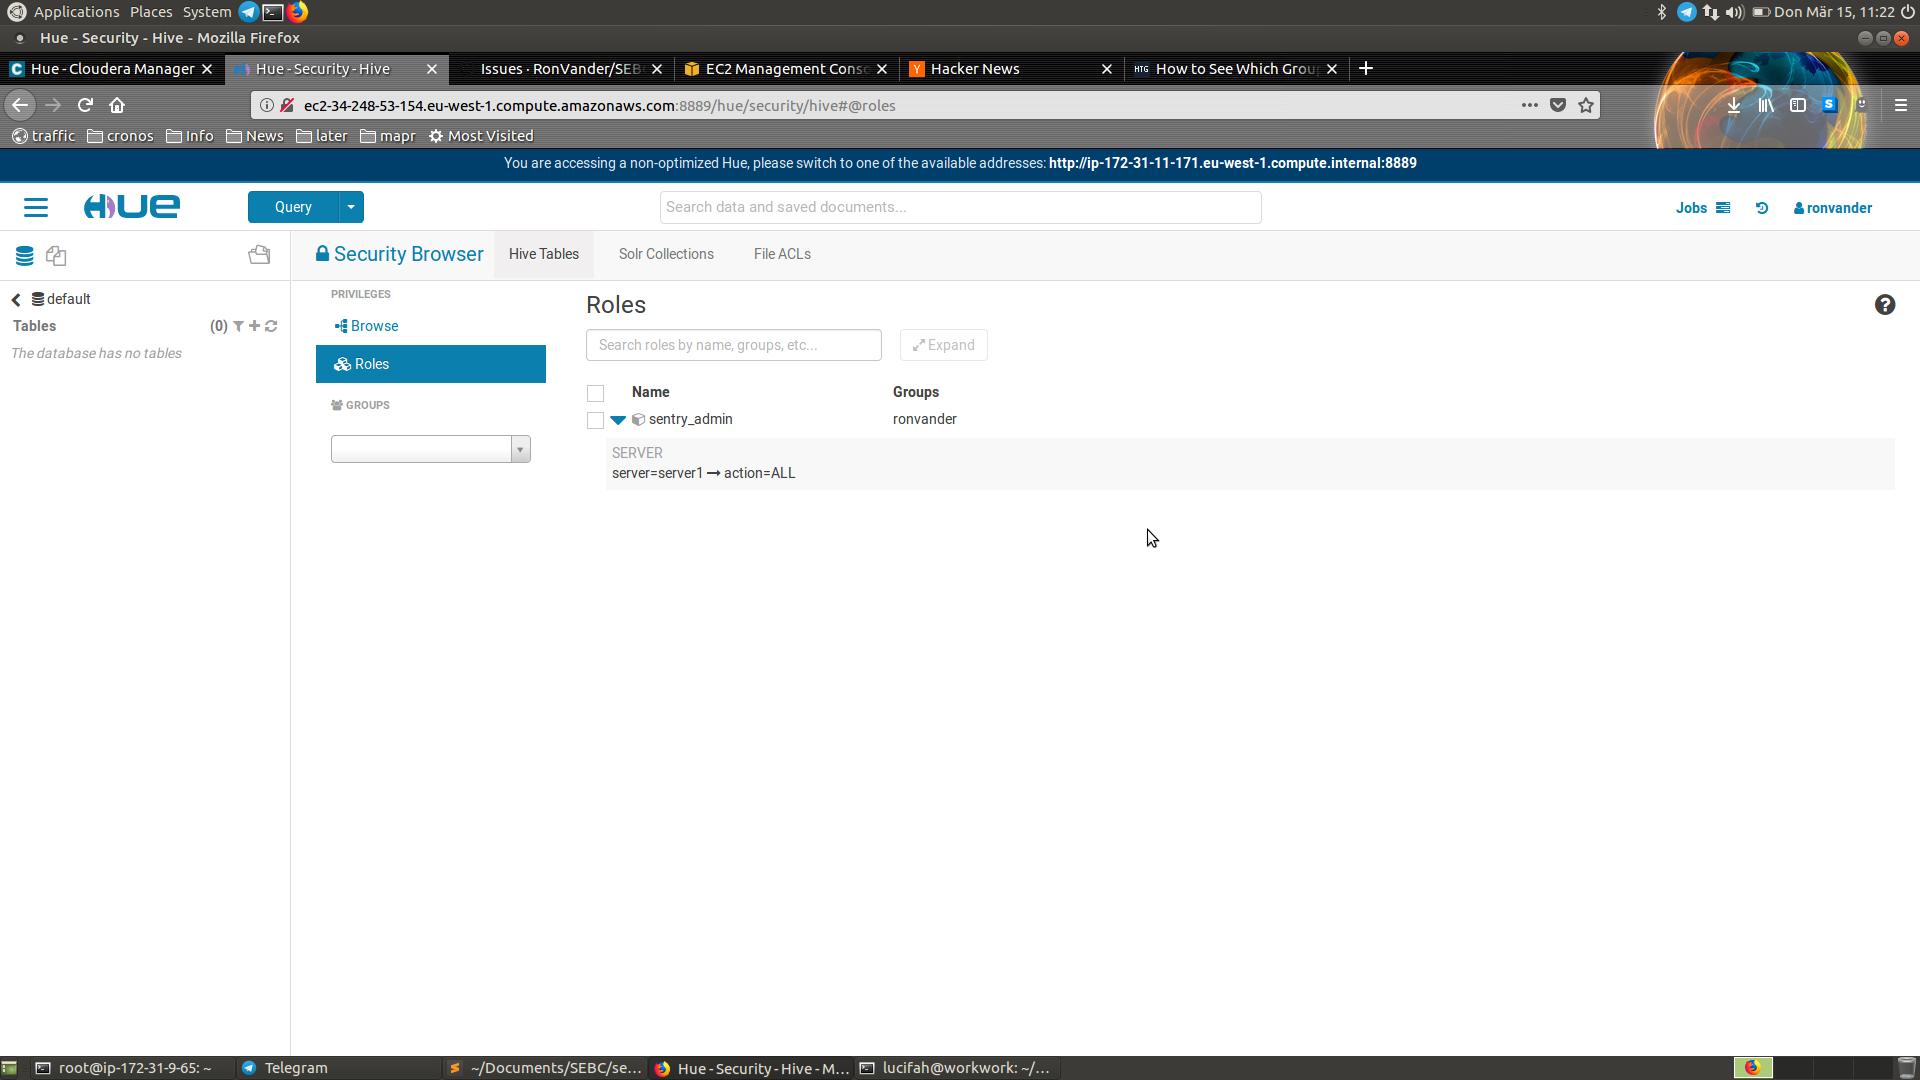 Applications Places System
Don Mär 15, 11:22
Hue - Security - Hive - Mozilla Firefox
Hue - Cloudera Manager
Hue - Security - Hive
Issues · RonVander/SEB
EC2 Management Cons
Y Hacker News
HTG How to See Which Grou
ec2-34-248-53-154.eu-west-1.compute.amazonaws.com:8889/hue/security/hive#@roles
traffic cronos Info News later mapr Most Visited
You are accessing a non-optimized Hue, please switch to one of the available addresses: http://ip-172-31-11-171.eu-west-1.compute.internal:8889
HUE
Query
Search data and saved documents...
Jobs
ronvander
Security Browser
Hive Tables
Solr Collections
File ACLs
default
Tables (0)
The database has no tables
PRIVILEGES
Browse
Roles
GROUPS
Roles
Search roles by name, groups, etc...
Expand
Name Groups
sentry_admin ronvander
SERVER
server=server1 → action=ALL
root@ip-172-31-9-65: ~
Telegram
~/Documents/SEBC/se...
Hue - Security - Hive - M...
lucifah@workwork: ~/...